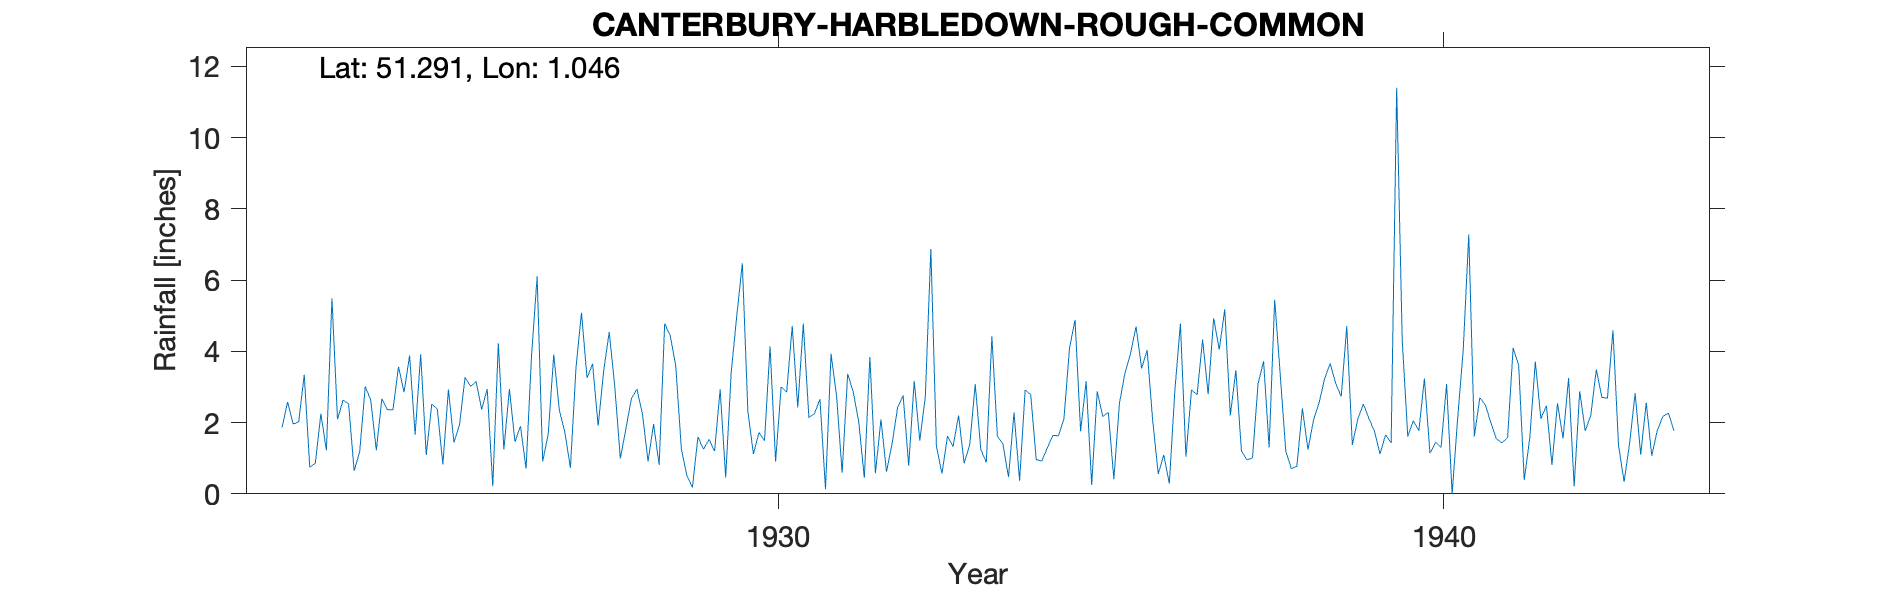 CANTERBURY-HARBLEDOWN-ROUGH-COMMON
Lat: 51.291, Lon: 1.046
12
10
8
6
4
2
0
Rainfall [inches]
1930
1940
Year